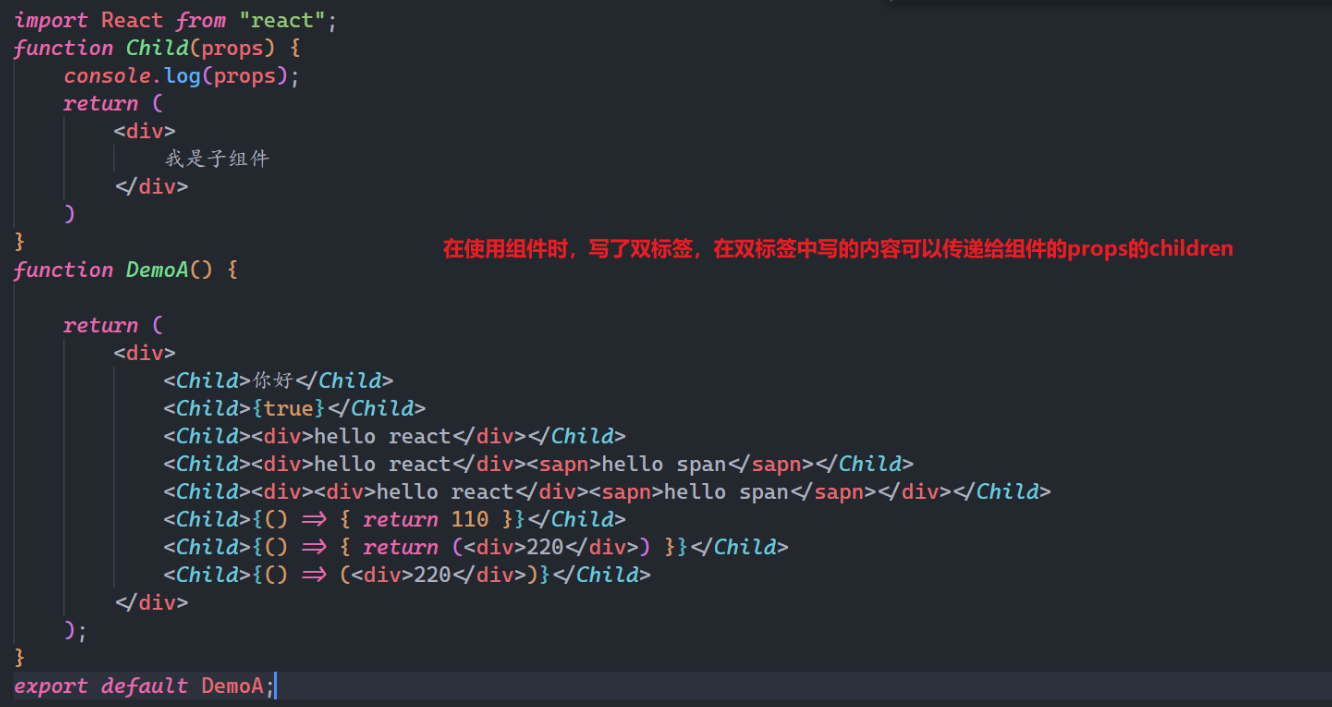 import React from "react";
function Child(props) {
    console.log(props);
    return (
        <div>
            我是子组件
        </div>
    )
}
在使用组件时，写了双标签，在双标签中写的内容可以传递给组件的props的children
function DemoA() {
    return (
        <div>
            <Child>你好</Child>
            <Child>{true}</Child>
            <Child><div>hello react</div></Child>
            <Child><div>hello react</div><sapn>hello span</sapn></Child>
            <Child><div><div>hello react</div><sapn>hello span</sapn></div></Child>
            <Child>{() => { return 110 }}</Child>
            <Child>{() => { return (<div>220</div>) }}</Child>
            <Child>{() => (<div>220</div>)}</Child>
        </div>
    );
}
export default DemoA;